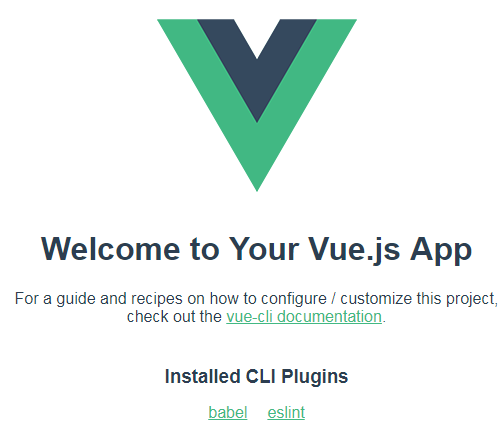 Welcome to Your Vue.js App
For a guide and recipes on how to configure / customize this project,
check out the vue-cli documentation.
Installed CLI Plugins
babel eslint